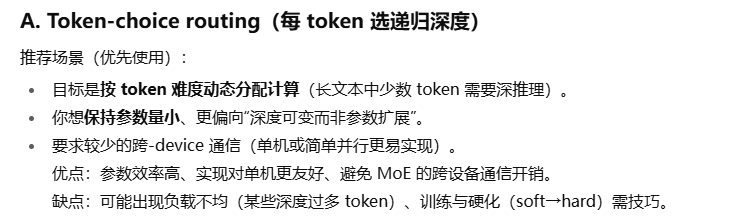 A. Token-choice routing（每 token 选递归深度）
推荐场景（优先使用）：
• 目标是按 token 难度动态分配计算（长文本中少数 token 需要深推理）。
• 你想保持参数量小、更偏向“深度可变而非参数扩展”。
• 要求较少的跨-device 通信（单机或简单并行更易实现）。
优点：参数效率高、实现对单机更友好、避免 MoE 的跨设备通信开销。
缺点：可能出现负载不均（某些深度过多 token）、训练与硬化（soft→hard）需技巧。